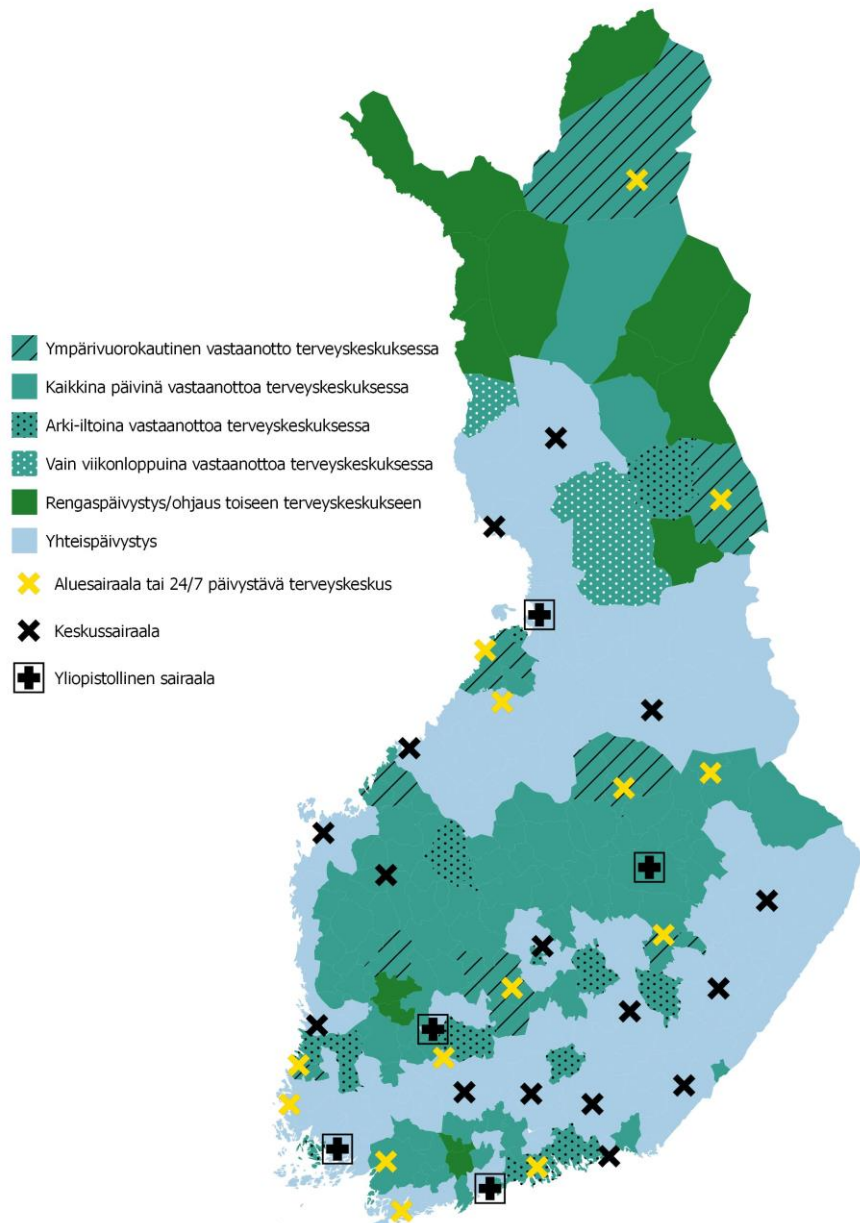 Ympärivuorokautinen vastaanotto terveyskeskuksessa
Kaikkina päivinä vastaanottoa terveyskeskuksessa
Arki-iltoina vastaanottoa terveyskeskuksessa
Vain viikonloppuina vastaanottoa terveyskeskuksessa
Rengaspäivystys/ohjaus toiseen terveyskeskukseen
Yhteispäivystys
Aluesairaala tai 24/7 päivystävä terveyskeskus
Keskussairaala
Yliopistollinen sairaala